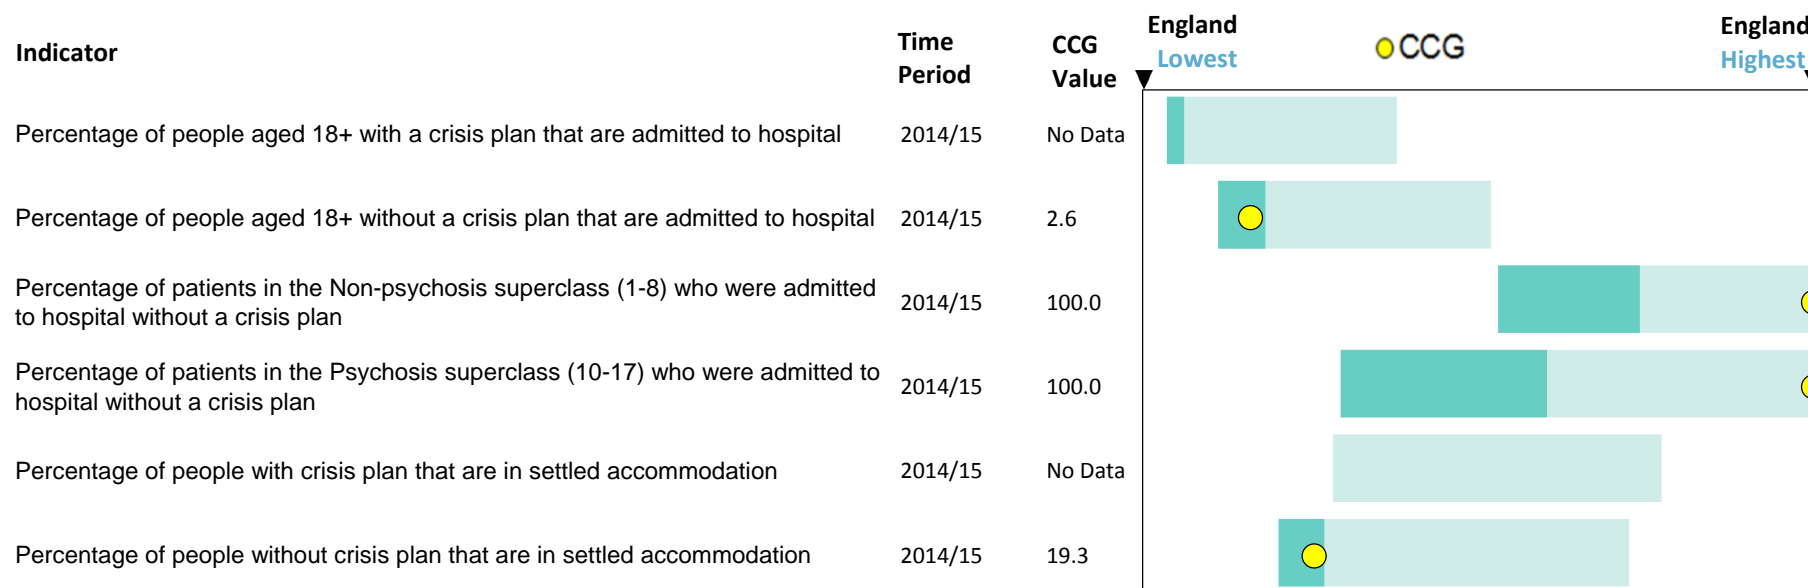 Indicator
Time Period
CCG Value
England Lowest
CCG
England Highest
Percentage of people aged 18+ with a crisis plan that are admitted to hospital 2014/15 No Data
Percentage of people aged 18+ without a crisis plan that are admitted to hospital 2014/15 2.6
Percentage of patients in the Non-psychosis superclass (1-8) who were admitted
to hospital without a crisis plan 2014/15 100.0
Percentage of patients in the Psychosis superclass (10-17) who were admitted to
hospital without a crisis plan 2014/15 100.0
Percentage of people with crisis plan that are in settled accommodation 2014/15 No Data
Percentage of people without crisis plan that are in settled accommodation 2014/15 19.3